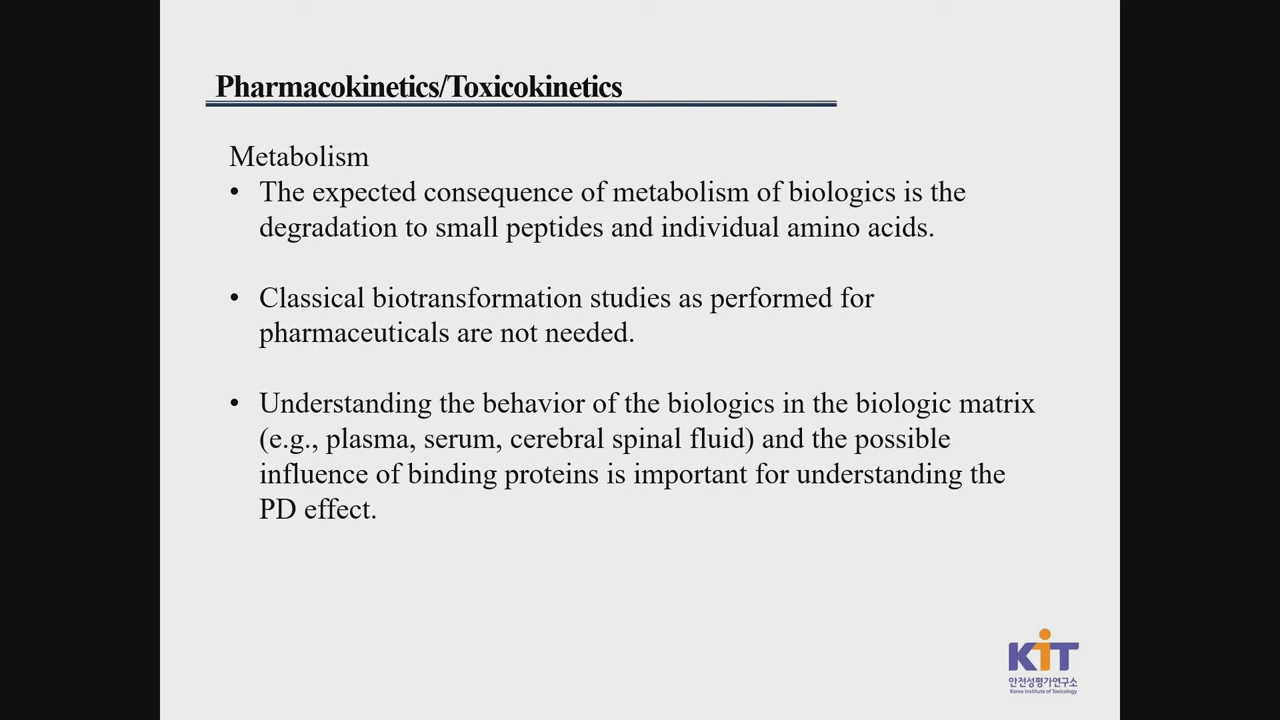 Pharmacokinetics/Toxicokinetics
Metabolism
• The expected consequence of metabolism of biologics is the
degradation to small peptides and individual amino acids.
• Classical biotransformation studies as performed for
pharmaceuticals are not needed.
• Understanding the behavior of the biologics in the biologic matrix
(e.g., plasma, serum, cerebral spinal fluid) and the possible
influence of binding proteins is important for understanding the
PD effect.
KiT
안전성평가연구소
Korea Institute of Toxicology